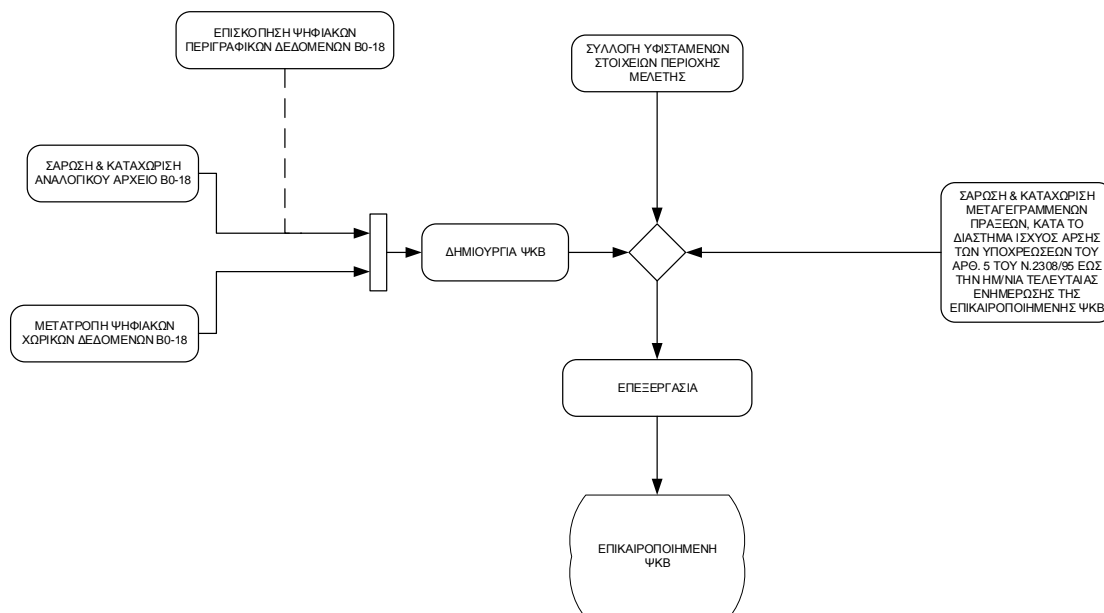 ΕΠΙΣΚΟΠΗΣΗ ΨΗΦΙΑΚΩΝ
ΠΕΡΙΓΡΑΦΙΚΩΝ ΔΕΔΟΜΕΝΩΝ Β0-18
ΣΥΛΛΟΓΗ ΥΦΙΣΤΑΜΕΝΩΝ
ΣΤΟΙΧΕΙΩΝ ΠΕΡΙΟΧΗΣ
ΜΕΛΕΤΗΣ
ΣΑΡΩΣΗ & ΚΑΤΑΧΩΡΙΣΗ
ΑΝΑΛΟΓΙΚΟΥ ΑΡΧΕΙΟ Β0-18
ΣΑΡΩΣΗ & ΚΑΤΑΧΩΡΙΣΗ
ΜΕΤΑΓΕΓΡΑΜΜΕΝΩΝ
ΠΡΑΞΕΩΝ, ΚΑΤΑ ΤΟ
ΔΙΑΣΤΗΜΑ ΙΣΧΥΟΣ ΑΡΣΗΣ
ΤΩΝ ΥΠΟΧΡΕΩΣΕΩΝ ΤΟΥ
ΑΡΘ. 5 ΤΟΥ Ν.2308/95 ΕΩΣ
ΤΗΝ ΗΜ/ΝΙΑ ΤΕΛΕΥΤΑΙΑΣ
ΕΝΗΜΕΡΩΣΗΣ ΤΗΣ
ΕΠΙΚΑΙΡΟΠΟΙΗΜΕΝΗΣ ΨΚΒ
ΔΗΜΙΟΥΡΓΙΑ ΨΚΒ
ΜΕΤΑΤΡΟΠΗ ΨΗΦΙΑΚΩΝ
ΧΩΡΙΚΩΝ ΔΕΔΟΜΕΝΩΝ Β0-18
ΕΠΕΞΕΡΓΑΣΙΑ
ΕΠΙΚΑΙΡΟΠΟΙΗΜΕΝΗ
ΨΚΒ